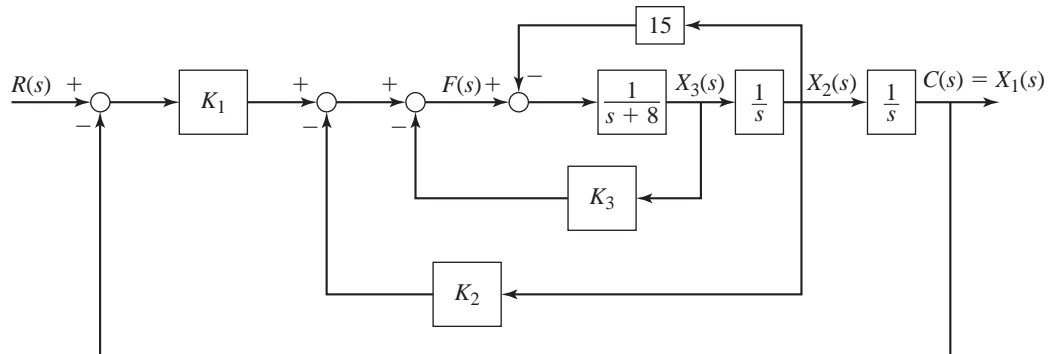 15
R(s) + − K₁ + − + − F(s) + − 1/(s + 8) X₃(s) 1/s X₂(s) 1/s C(s) = X₁(s)
K₃
K₂